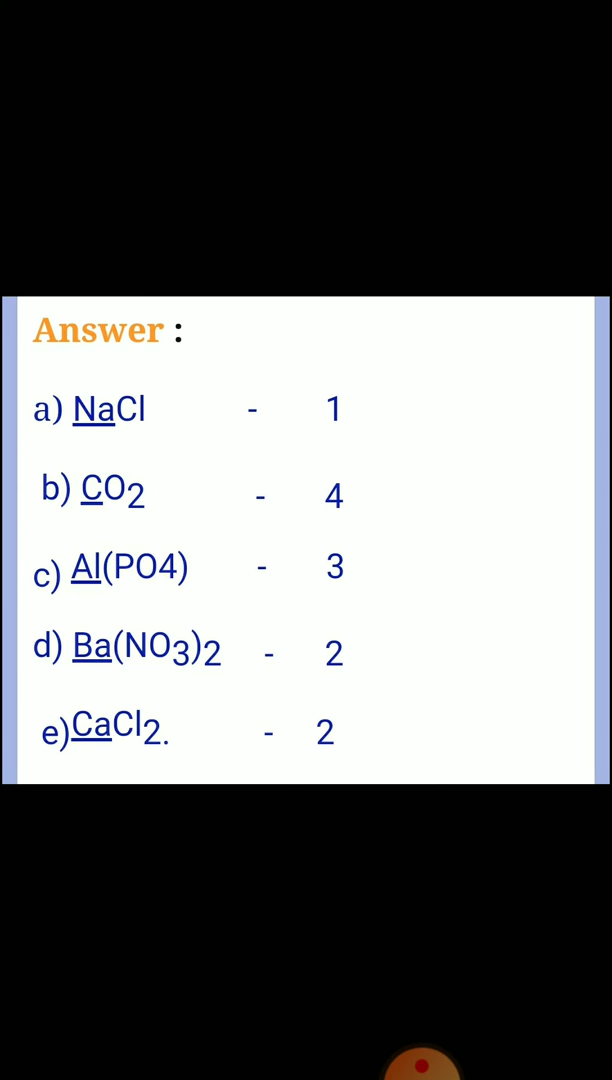 Answer :
a) NaCl - 1
b) CO2 - 4
c) Al(PO4) - 3
d) Ba(NO3)2 - 2
e)CaCl2. - 2